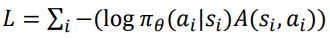 L = ∑ᵢ −(log π_θ(aᵢ|sᵢ)A(sᵢ, aᵢ))